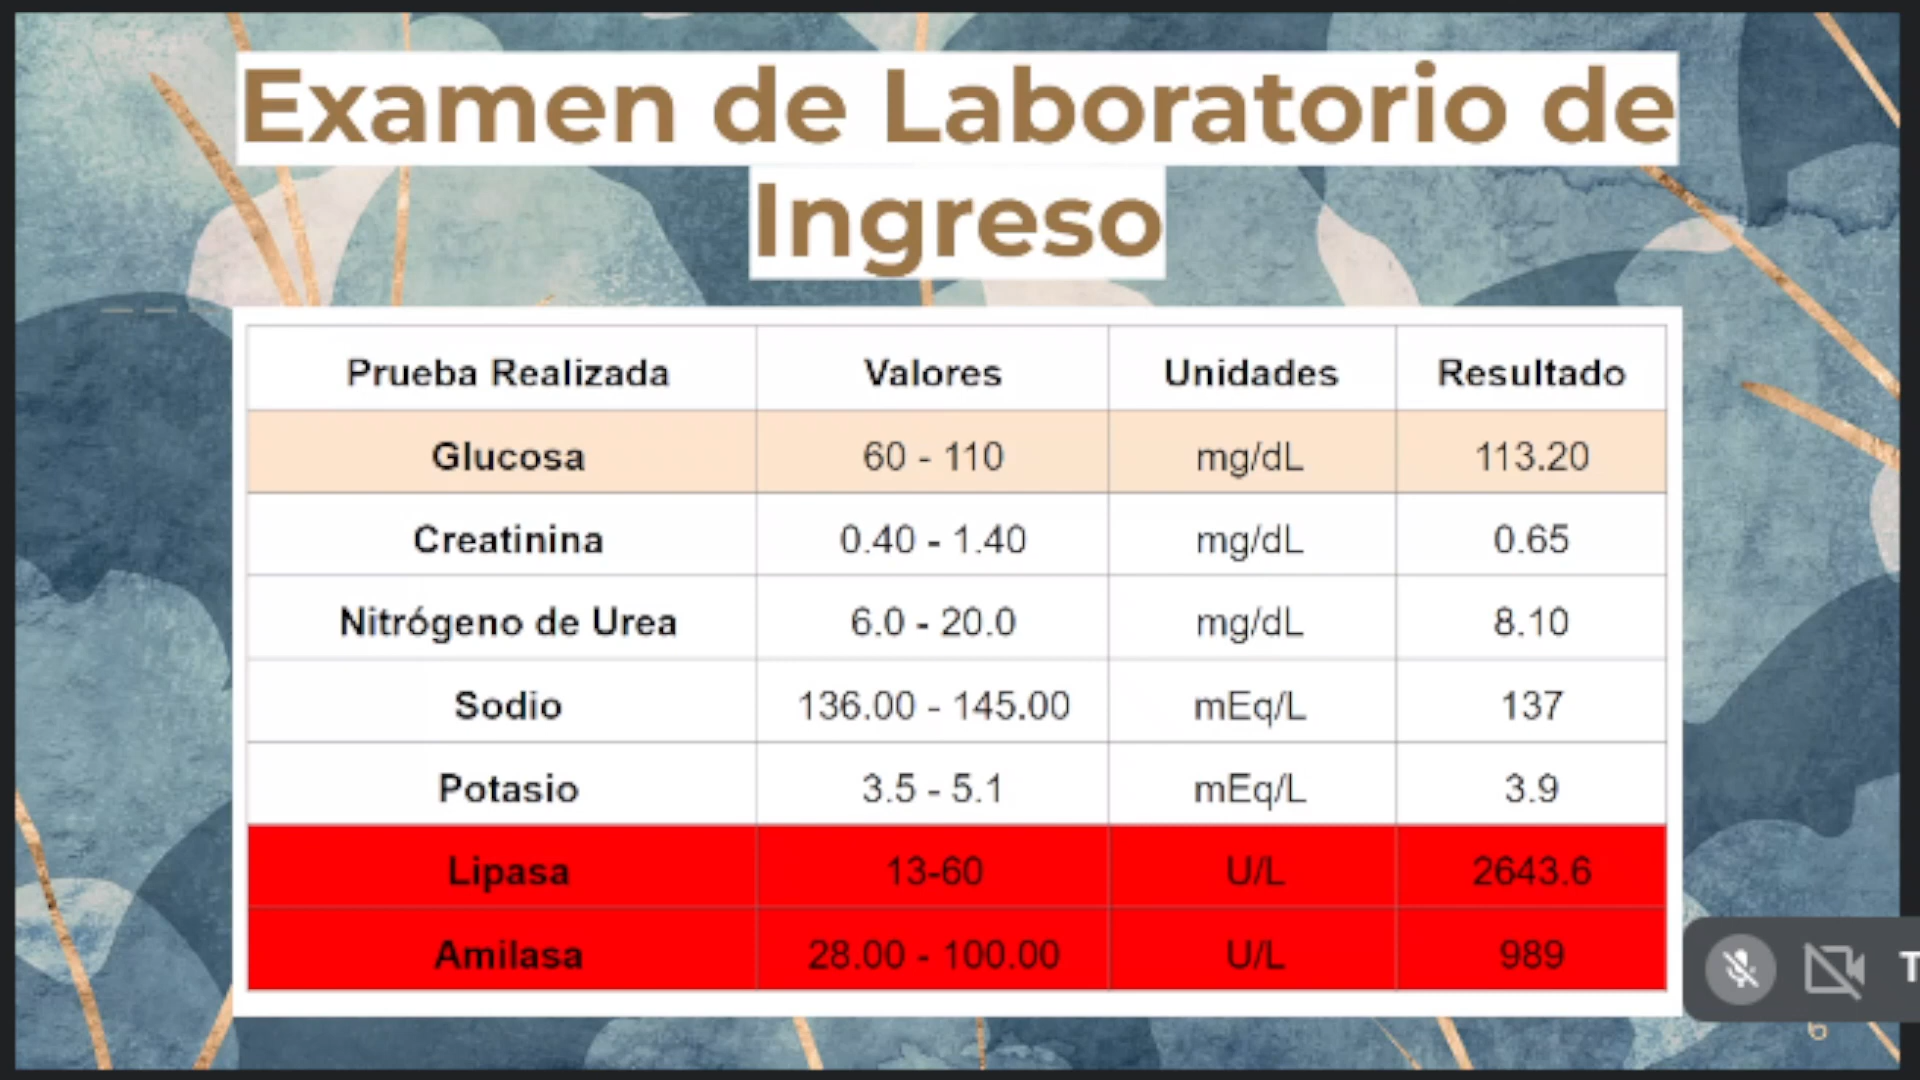 Examen de Laboratorio de
Ingreso
Prueba Realizada Valores Unidades Resultado
Glucosa 60 - 110 mg/dL 113.20
Creatinina 0.40 - 1.40 mg/dL 0.65
Nitrógeno de Urea 6.0 - 20.0 mg/dL 8.10
Sodio 136.00 - 145.00 mEq/L 137
Potasio 3.5 - 5.1 mEq/L 3.9
Lipasa 13-60 U/L 2643.6
Amilasa 28.00 - 100.00 U/L 989
T
6